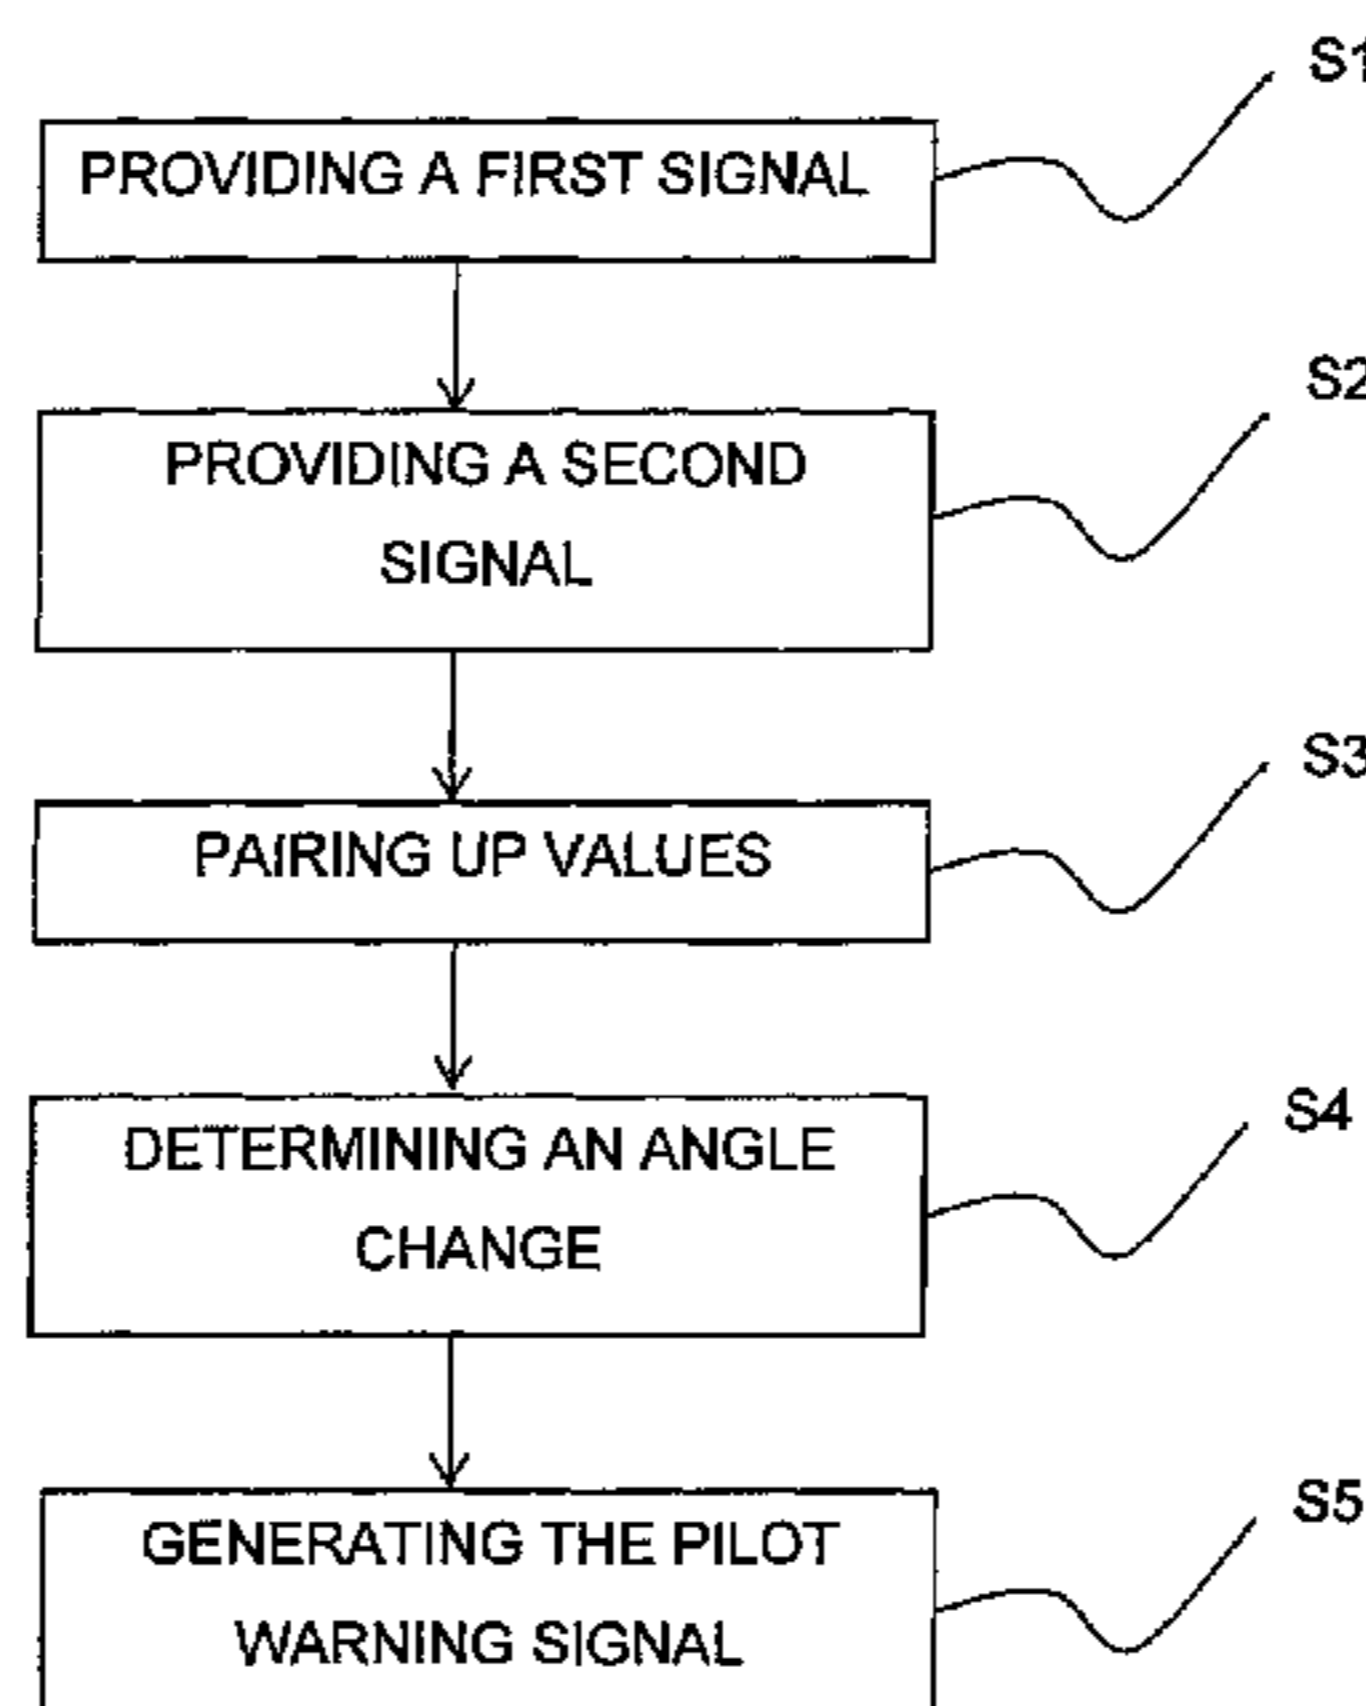 S1
PROVIDING A FIRST SIGNAL
S2
PROVIDING A SECOND
SIGNAL
S3
PAIRING UP VALUES
S4
DETERMINING AN ANGLE
CHANGE
S5
GENERATING THE PILOT
WARNING SIGNAL